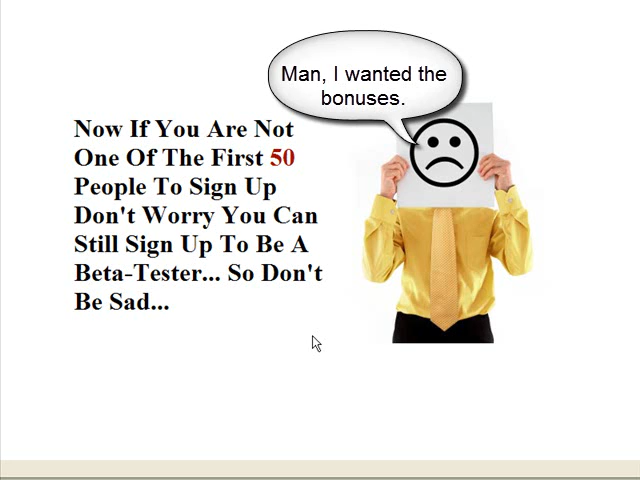 Man, I wanted the
bonuses.
Now If You Are Not
One Of The First 50
People To Sign Up
Don't Worry You Can
Still Sign Up To Be A
Beta-Tester... So Don't
Be Sad...